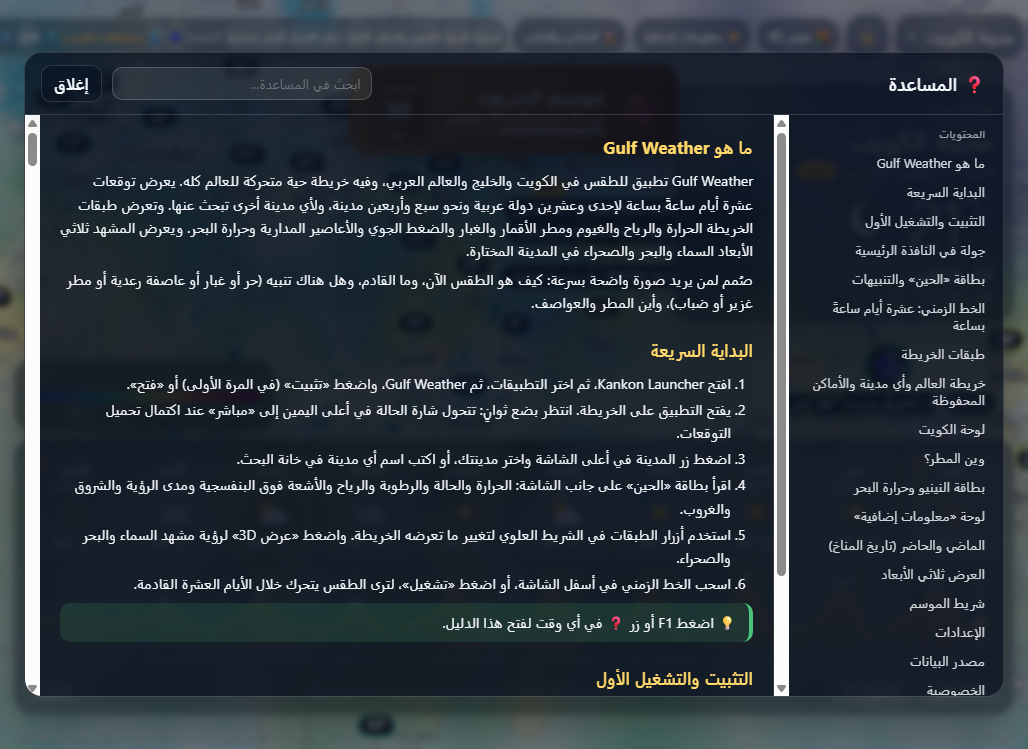 ❓ المساعدة
ابحث في المساعدة...
إغلاق
المحتويات
ما هو Gulf Weather
البداية السريعة
التثبيت والتشغيل الأول
جولة في النافذة الرئيسية
بطاقة «الحين» والتنبيهات
الخط الزمني: عشرة أيام ساعةً
بساعة
طبقات الخريطة
خريطة العالم وأي مدينة والأماكن
المحفوظة
لوحة الكويت
وين المطر؟
بطاقة النينيو وحرارة البحر
لوحة «معلومات إضافية»
الماضي والحاضر (تاريخ المناخ)
العرض ثلاثي الأبعاد
شريط الموسم
الإعدادات
مصدر البيانات
الخصوصية
ما هو Gulf Weather
Gulf Weather تطبيق للطقس في الكويت والخليج والعالم العربي، وفيه خريطة حية متحركة للعالم كله. يعرض توقعات
عشرة أيام ساعةً بساعة لإحدى وعشرين دولة عربية ونحو سبع وأربعين مدينة، ولأي مدينة أخرى تبحث عنها. وتعرض طبقات
الخريطة الحرارة والرياح والغيوم ومطر الأقمار والغبار والضغط الجوي والأعاصير المدارية وحرارة البحر. ويعرض المشهد ثلاثي
الأبعاد السماء والبحر والصحراء في المدينة المختارة.
صُمم لمن يريد صورة واضحة بسرعة: كيف هو الطقس الآن، وما القادم، وهل هناك تنبيه (حر أو غبار أو عاصفة رعدية أو مطر
غزير أو ضباب)، وأين المطر والعواصف.
البداية السريعة
1. افتح Kankon Launcher، ثم اختر التطبيقات، ثم Gulf Weather، واضغط «تثبيت» (في المرة الأولى) أو «فتح».
2. يفتح التطبيق على الخريطة. انتظر بضع ثوانٍ: تتحول شارة الحالة في أعلى اليمين إلى «مباشر» عند اكتمال تحميل
التوقعات.
3. اضغط زر المدينة في أعلى الشاشة واختر مدينتك، أو اكتب اسم أي مدينة في خانة البحث.
4. اقرأ بطاقة «الحين» على جانب الشاشة: الحرارة والحالة والرطوبة والرياح والأشعة فوق البنفسجية ومدى الرؤية والشروق
والغروب.
5. استخدم أزرار الطبقات في الشريط العلوي لتغيير ما تعرضه الخريطة. واضغط «عرض 3D» لرؤية مشهد السماء والبحر
والصحراء.
6. اسحب الخط الزمني في أسفل الشاشة، أو اضغط «تشغيل»، لترى الطقس يتحرك خلال الأيام العشرة القادمة.
💡 اضغط F1 أو زر ❓ في أي وقت لفتح هذا الدليل.
التثبيت والتشغيل الأول